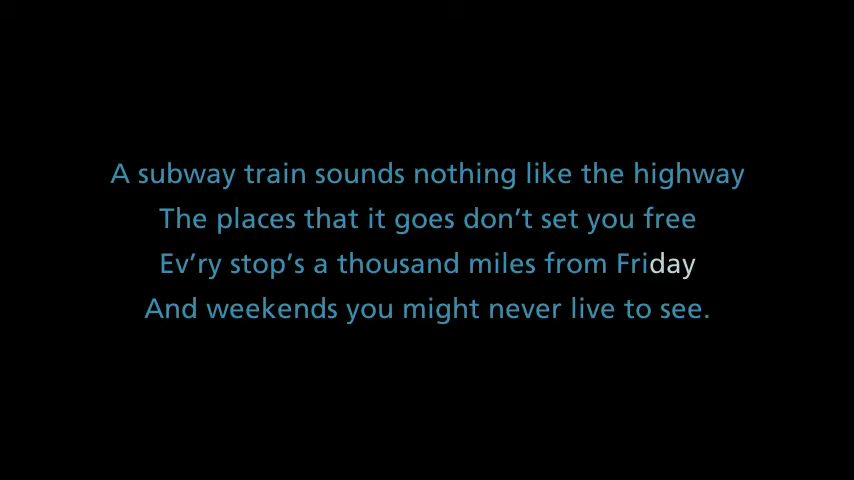 A subway train sounds nothing like the highway
The places that it goes don’t set you free
Ev’ry stop’s a thousand miles from Friday
And weekends you might never live to see.